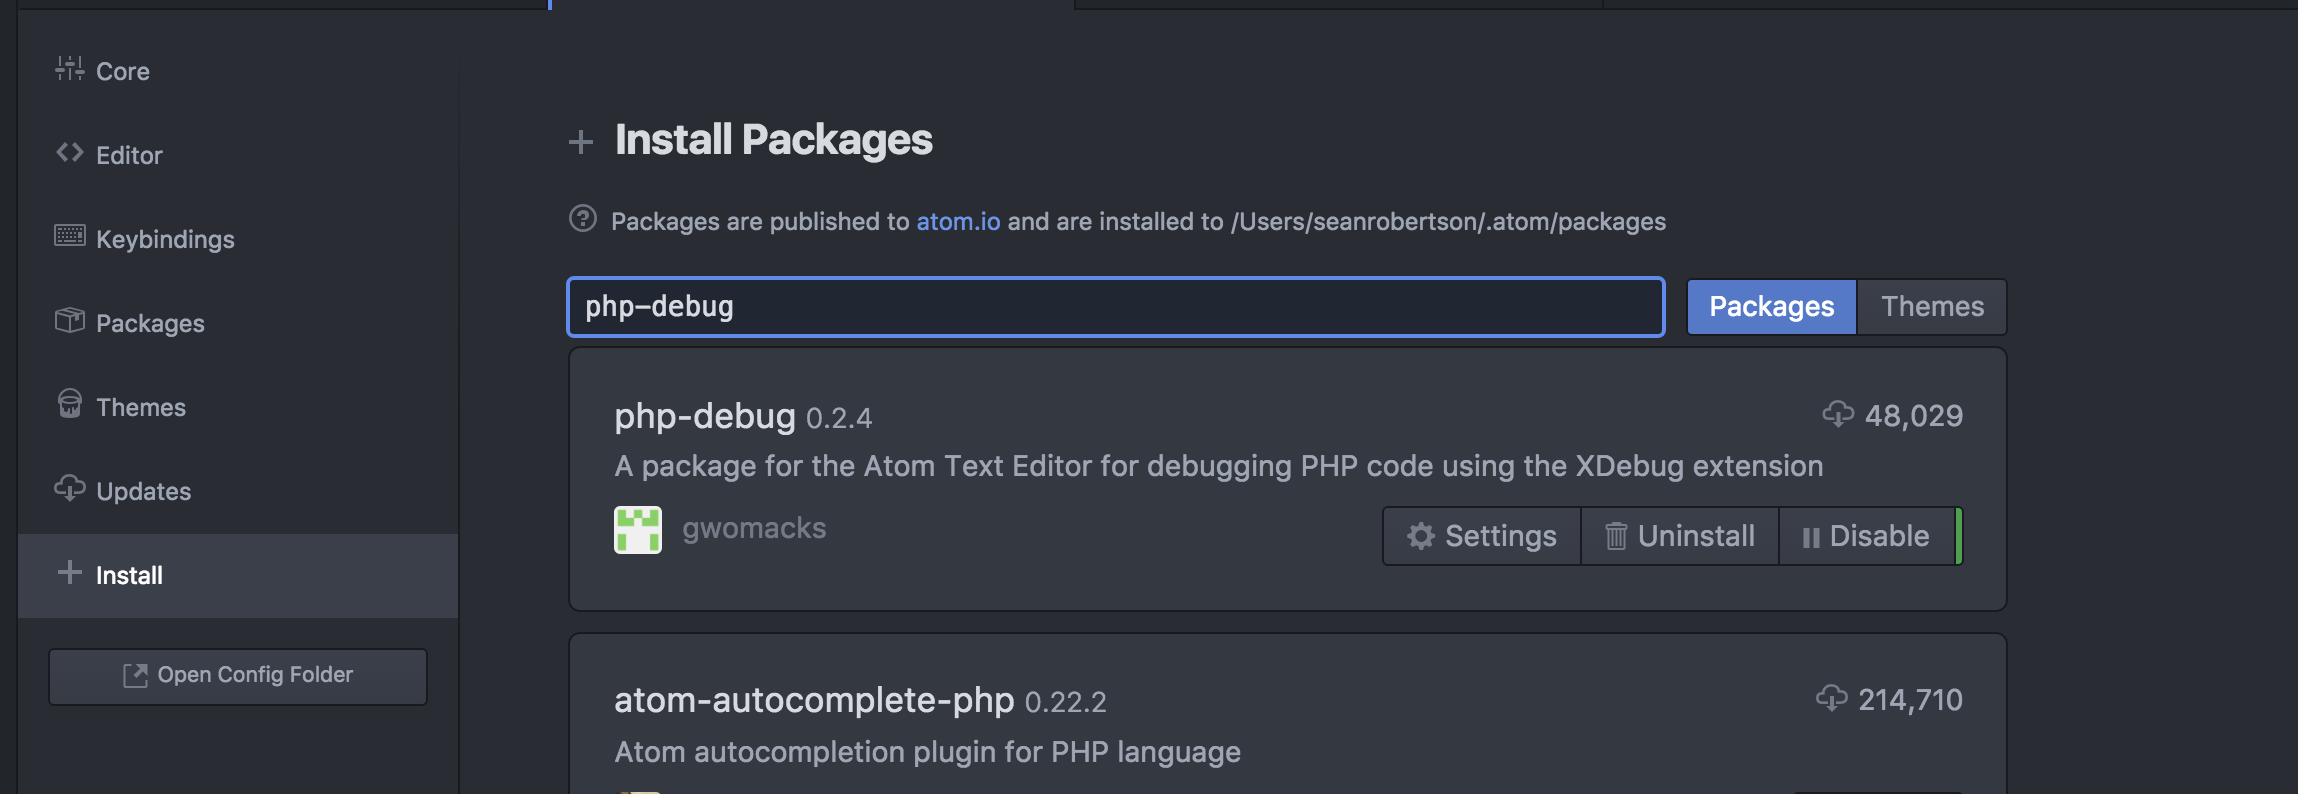 Core
Editor
Keybindings
Packages
Themes
Updates
Install
Open Config Folder
Install Packages
Packages are published to atom.io and are installed to /Users/seanrobertson/.atom/packages
php-debug
Packages Themes
php-debug 0.2.4 48,029
A package for the Atom Text Editor for debugging PHP code using the XDebug extension
gwomacks Settings Uninstall Disable
atom-autocomplete-php 0.22.2 214,710
Atom autocompletion plugin for PHP language